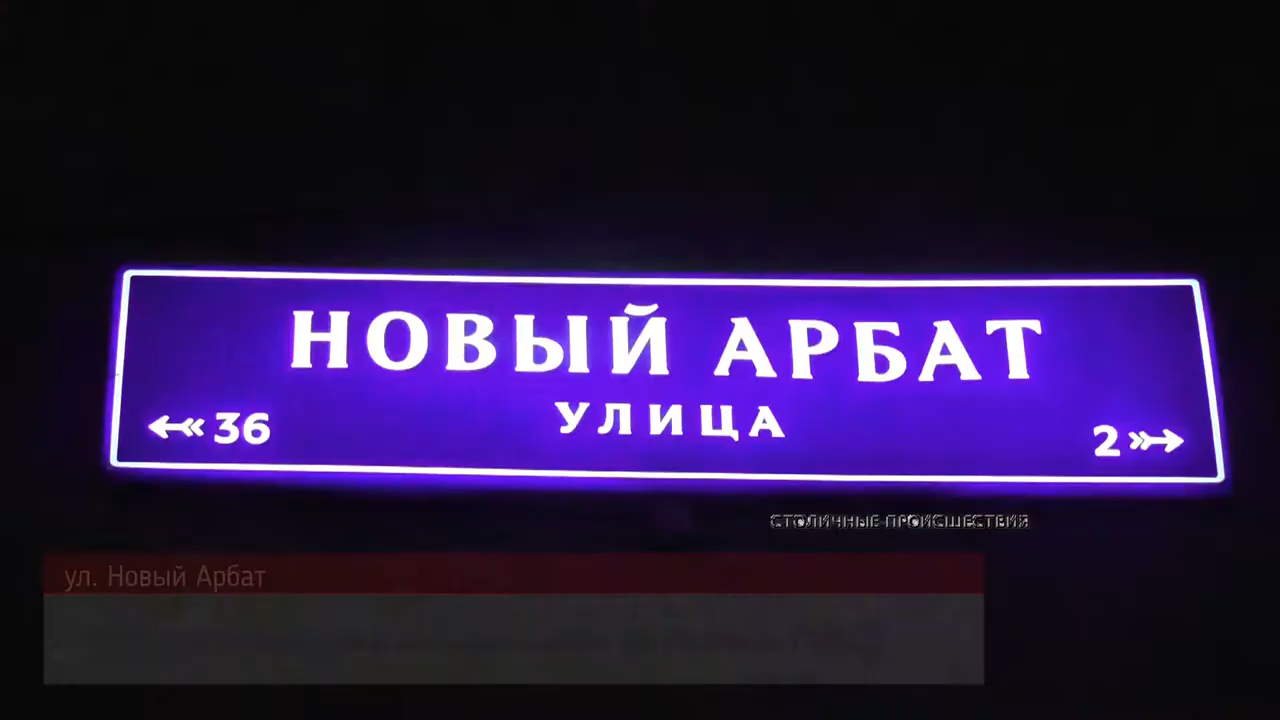 НОВЫЙ АРБАТ
УЛИЦА
36
2
СТОЛИЧНЫЕ ПРОИСШЕСТВИЯ
ул. Новый Арбат